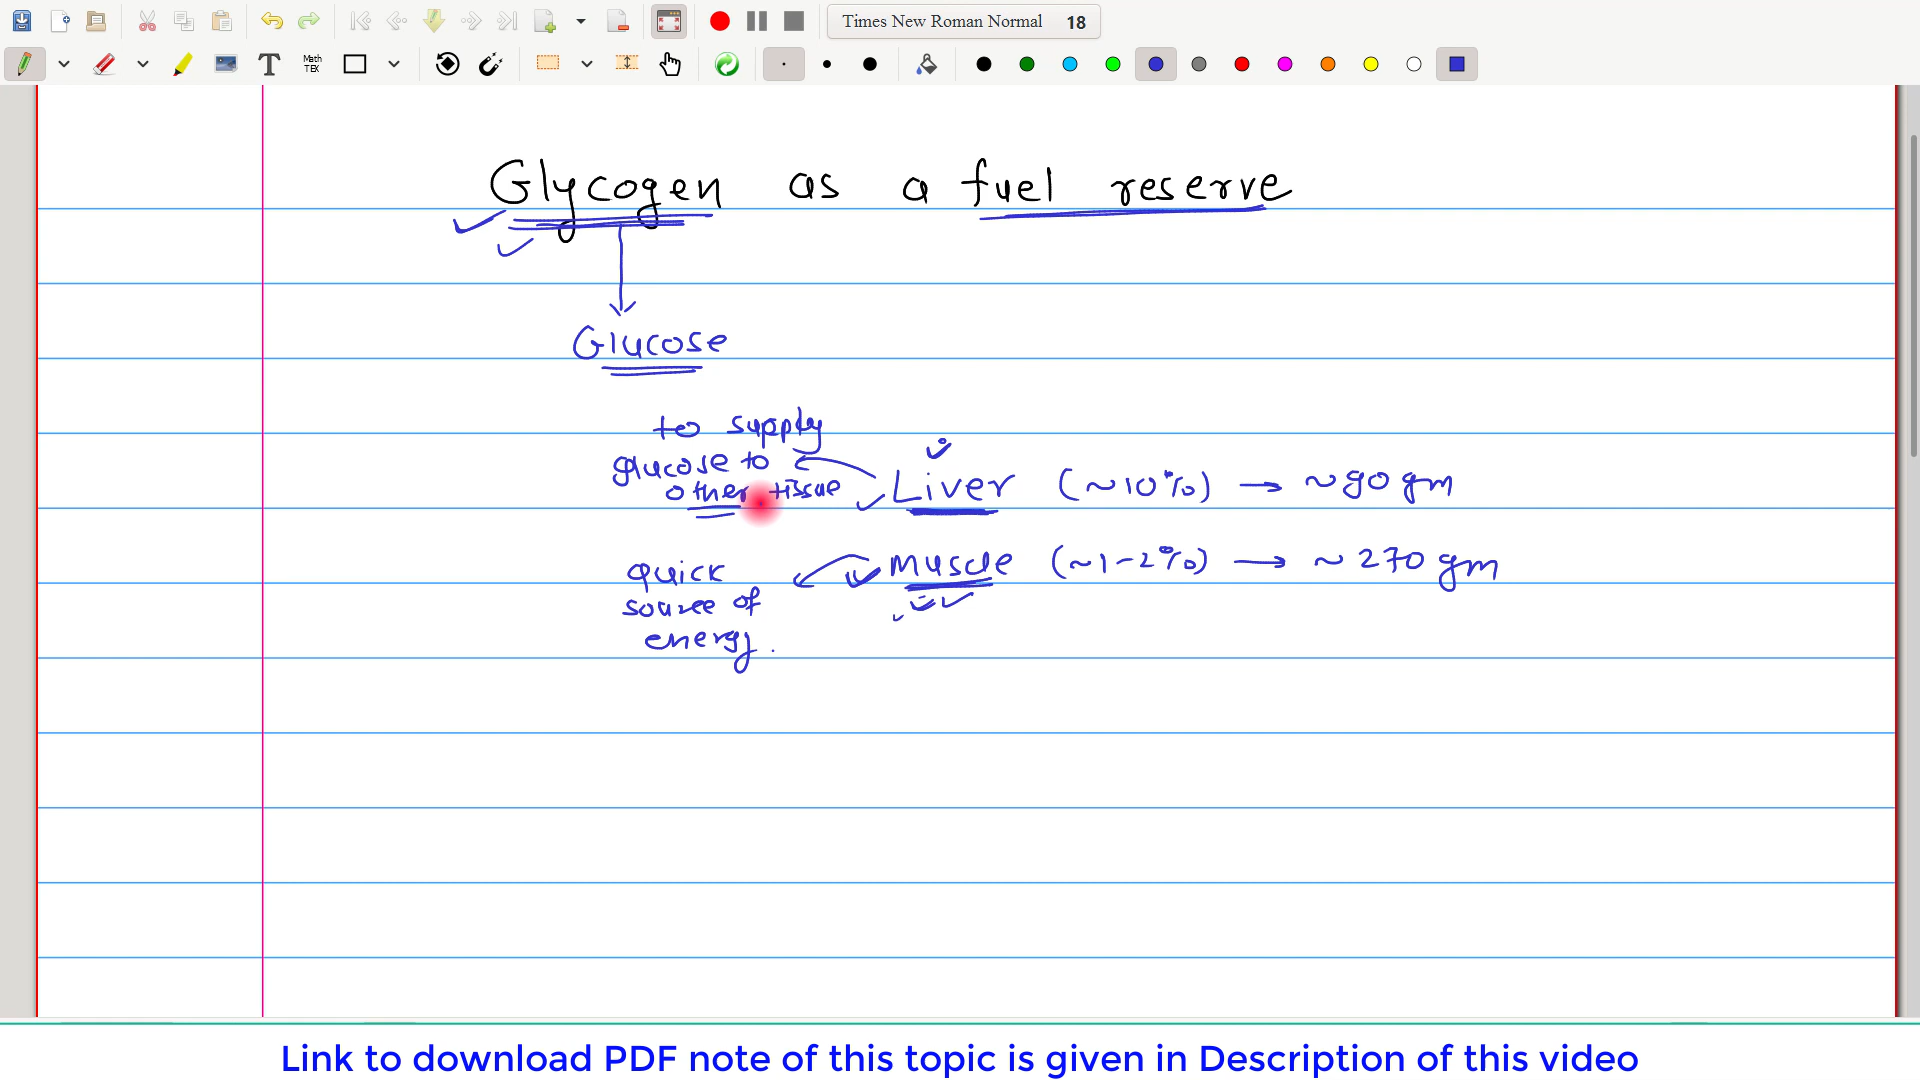 Times New Roman Normal 18
Math
TEX
Glycogen as a fuel reserve
Glucose
to supply
glucose to
other tissue
Liver (~10%) → ~90 gm
quick
source of
energy.
Muscle (~1-2%) → ~270 gm
Link to download PDF note of this topic is given in Description of this video